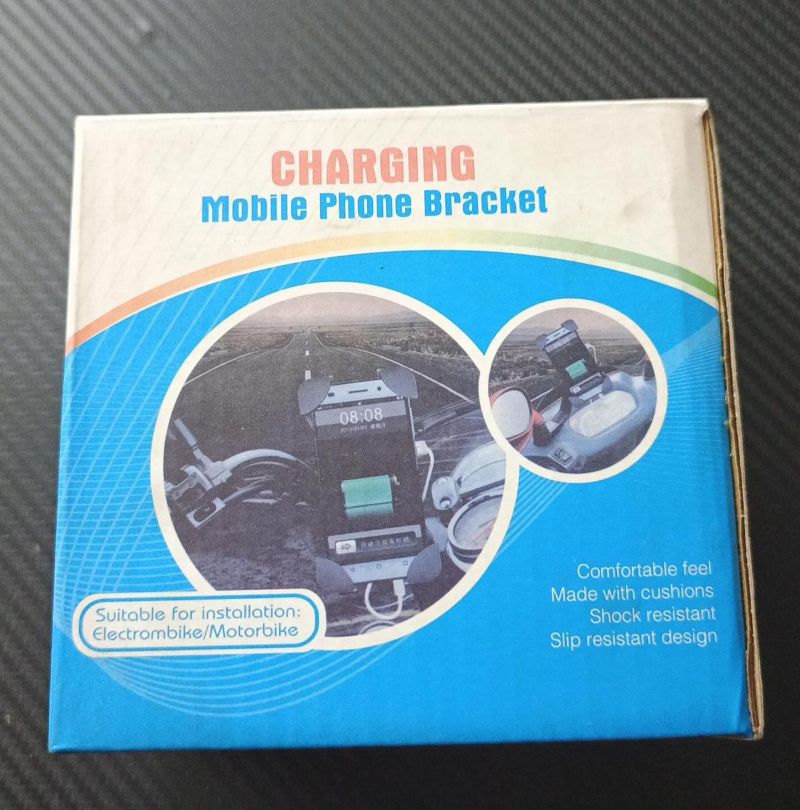 CHARGING
Mobile Phone Bracket
08:08
Suitable for installation:
Electrombike/Motorbike
Comfortable feel
Made with cushions
Shock resistant
Slip resistant design